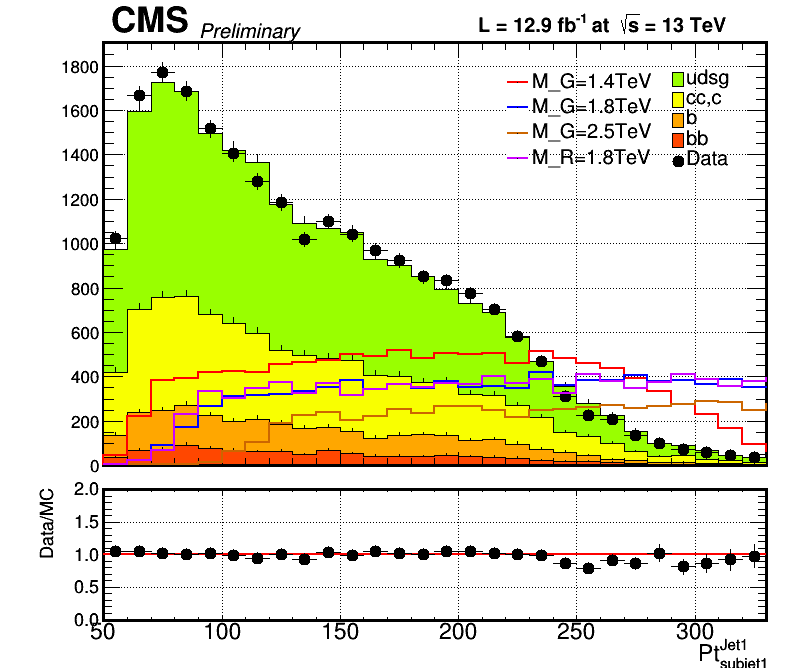 CMS Preliminary L = 12.9 fb⁻¹ at √s = 13 TeV
1800
1600
1400
1200
1000
800
600
400
200
0
M_G=1.4TeV
M_G=1.8TeV
M_G=2.5TeV
M_R=1.8TeV
udsg
cc,c
b
bb
Data
Data/MC
2.0
1.5
1.0
0.5
0.0
50 100 150 200 250 300
Pt Jet1 subjet1